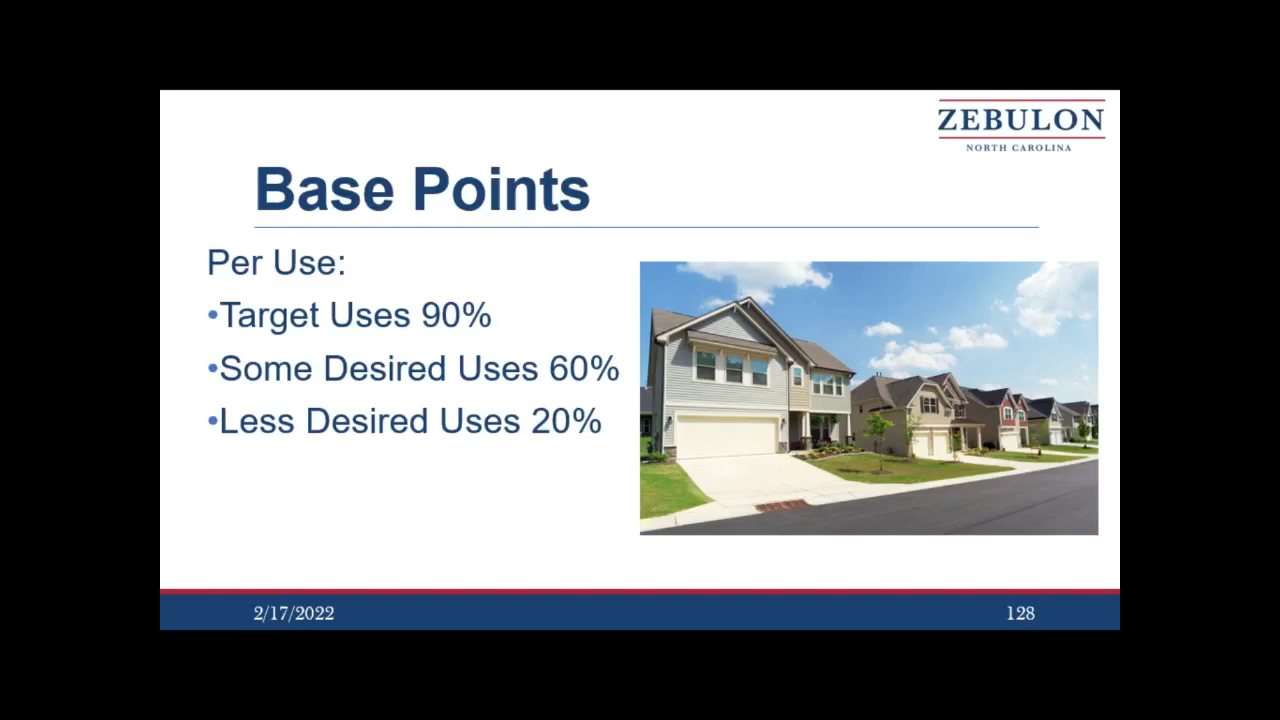 ZEBULON
NORTH CAROLINA
Base Points
Per Use:
•Target Uses 90%
•Some Desired Uses 60%
•Less Desired Uses 20%
2/17/2022
128